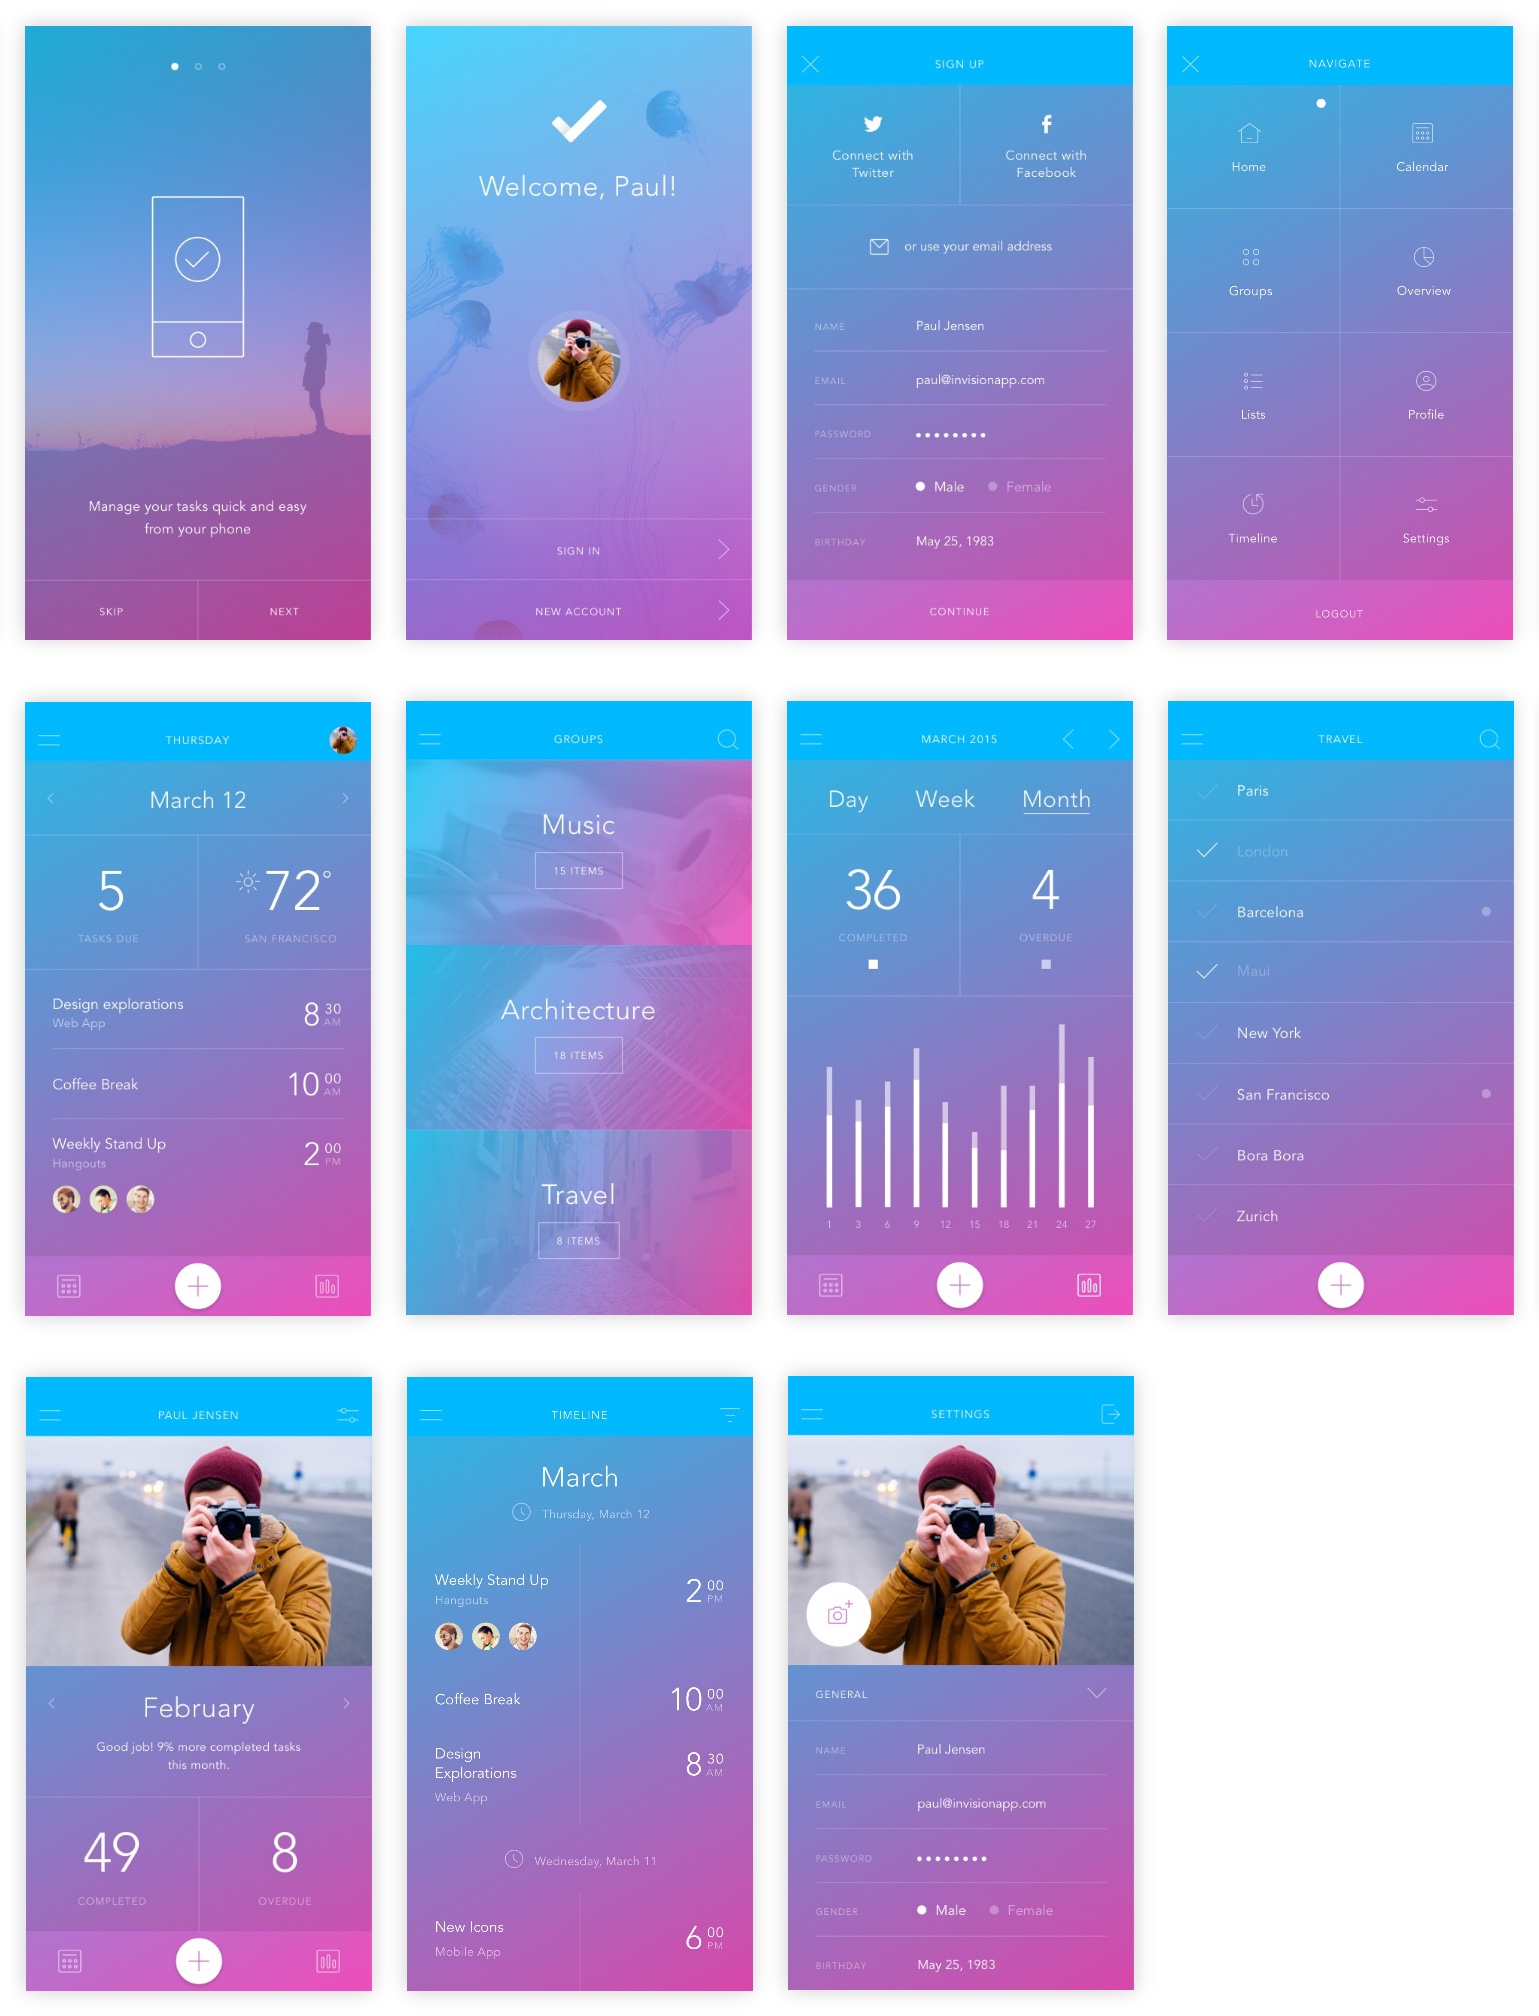 Manage your tasks quick and easy
from your phone
SKIP
NEXT
Welcome, Paul!
SIGN IN
NEW ACCOUNT
SIGN UP
Connect with
Twitter
Connect with
Facebook
or use your email address
NAME
Paul Jensen
EMAIL
paul@invisionapp.com
PASSWORD
GENDER
Male
Female
BIRTHDAY
May 25, 1983
CONTINUE
NAVIGATE
Home
Calendar
Groups
Overview
Lists
Profile
Timeline
Settings
LOGOUT
THURSDAY
March 12
5
TASKS DUE
72°
SAN FRANCISCO
Design explorations
Web App
8 30 AM
Coffee Break
10 00 AM
Weekly Stand Up
Hangouts
2 00 PM
GROUPS
Music
15 ITEMS
Architecture
18 ITEMS
Travel
8 ITEMS
MARCH 2015
Day Week Month
36
COMPLETED
4
OVERDUE
1 3 6 9 12 15 18 21 24 27
TRAVEL
Paris
London
Barcelona
Maui
New York
San Francisco
Bora Bora
Zurich
PAUL JENSEN
February
Good job! 9% more completed tasks
this month.
49
COMPLETED
8
OVERDUE
TIMELINE
March
Thursday, March 12
Weekly Stand Up
Hangouts
2 00 PM
Coffee Break
10 00 AM
Design
Explorations
Web App
8 30 AM
Wednesday, March 11
New Icons
Mobile App
6 00 PM
SETTINGS
GENERAL
NAME
Paul Jensen
EMAIL
paul@invisionapp.com
PASSWORD
GENDER
Male
Female
BIRTHDAY
May 25, 1983